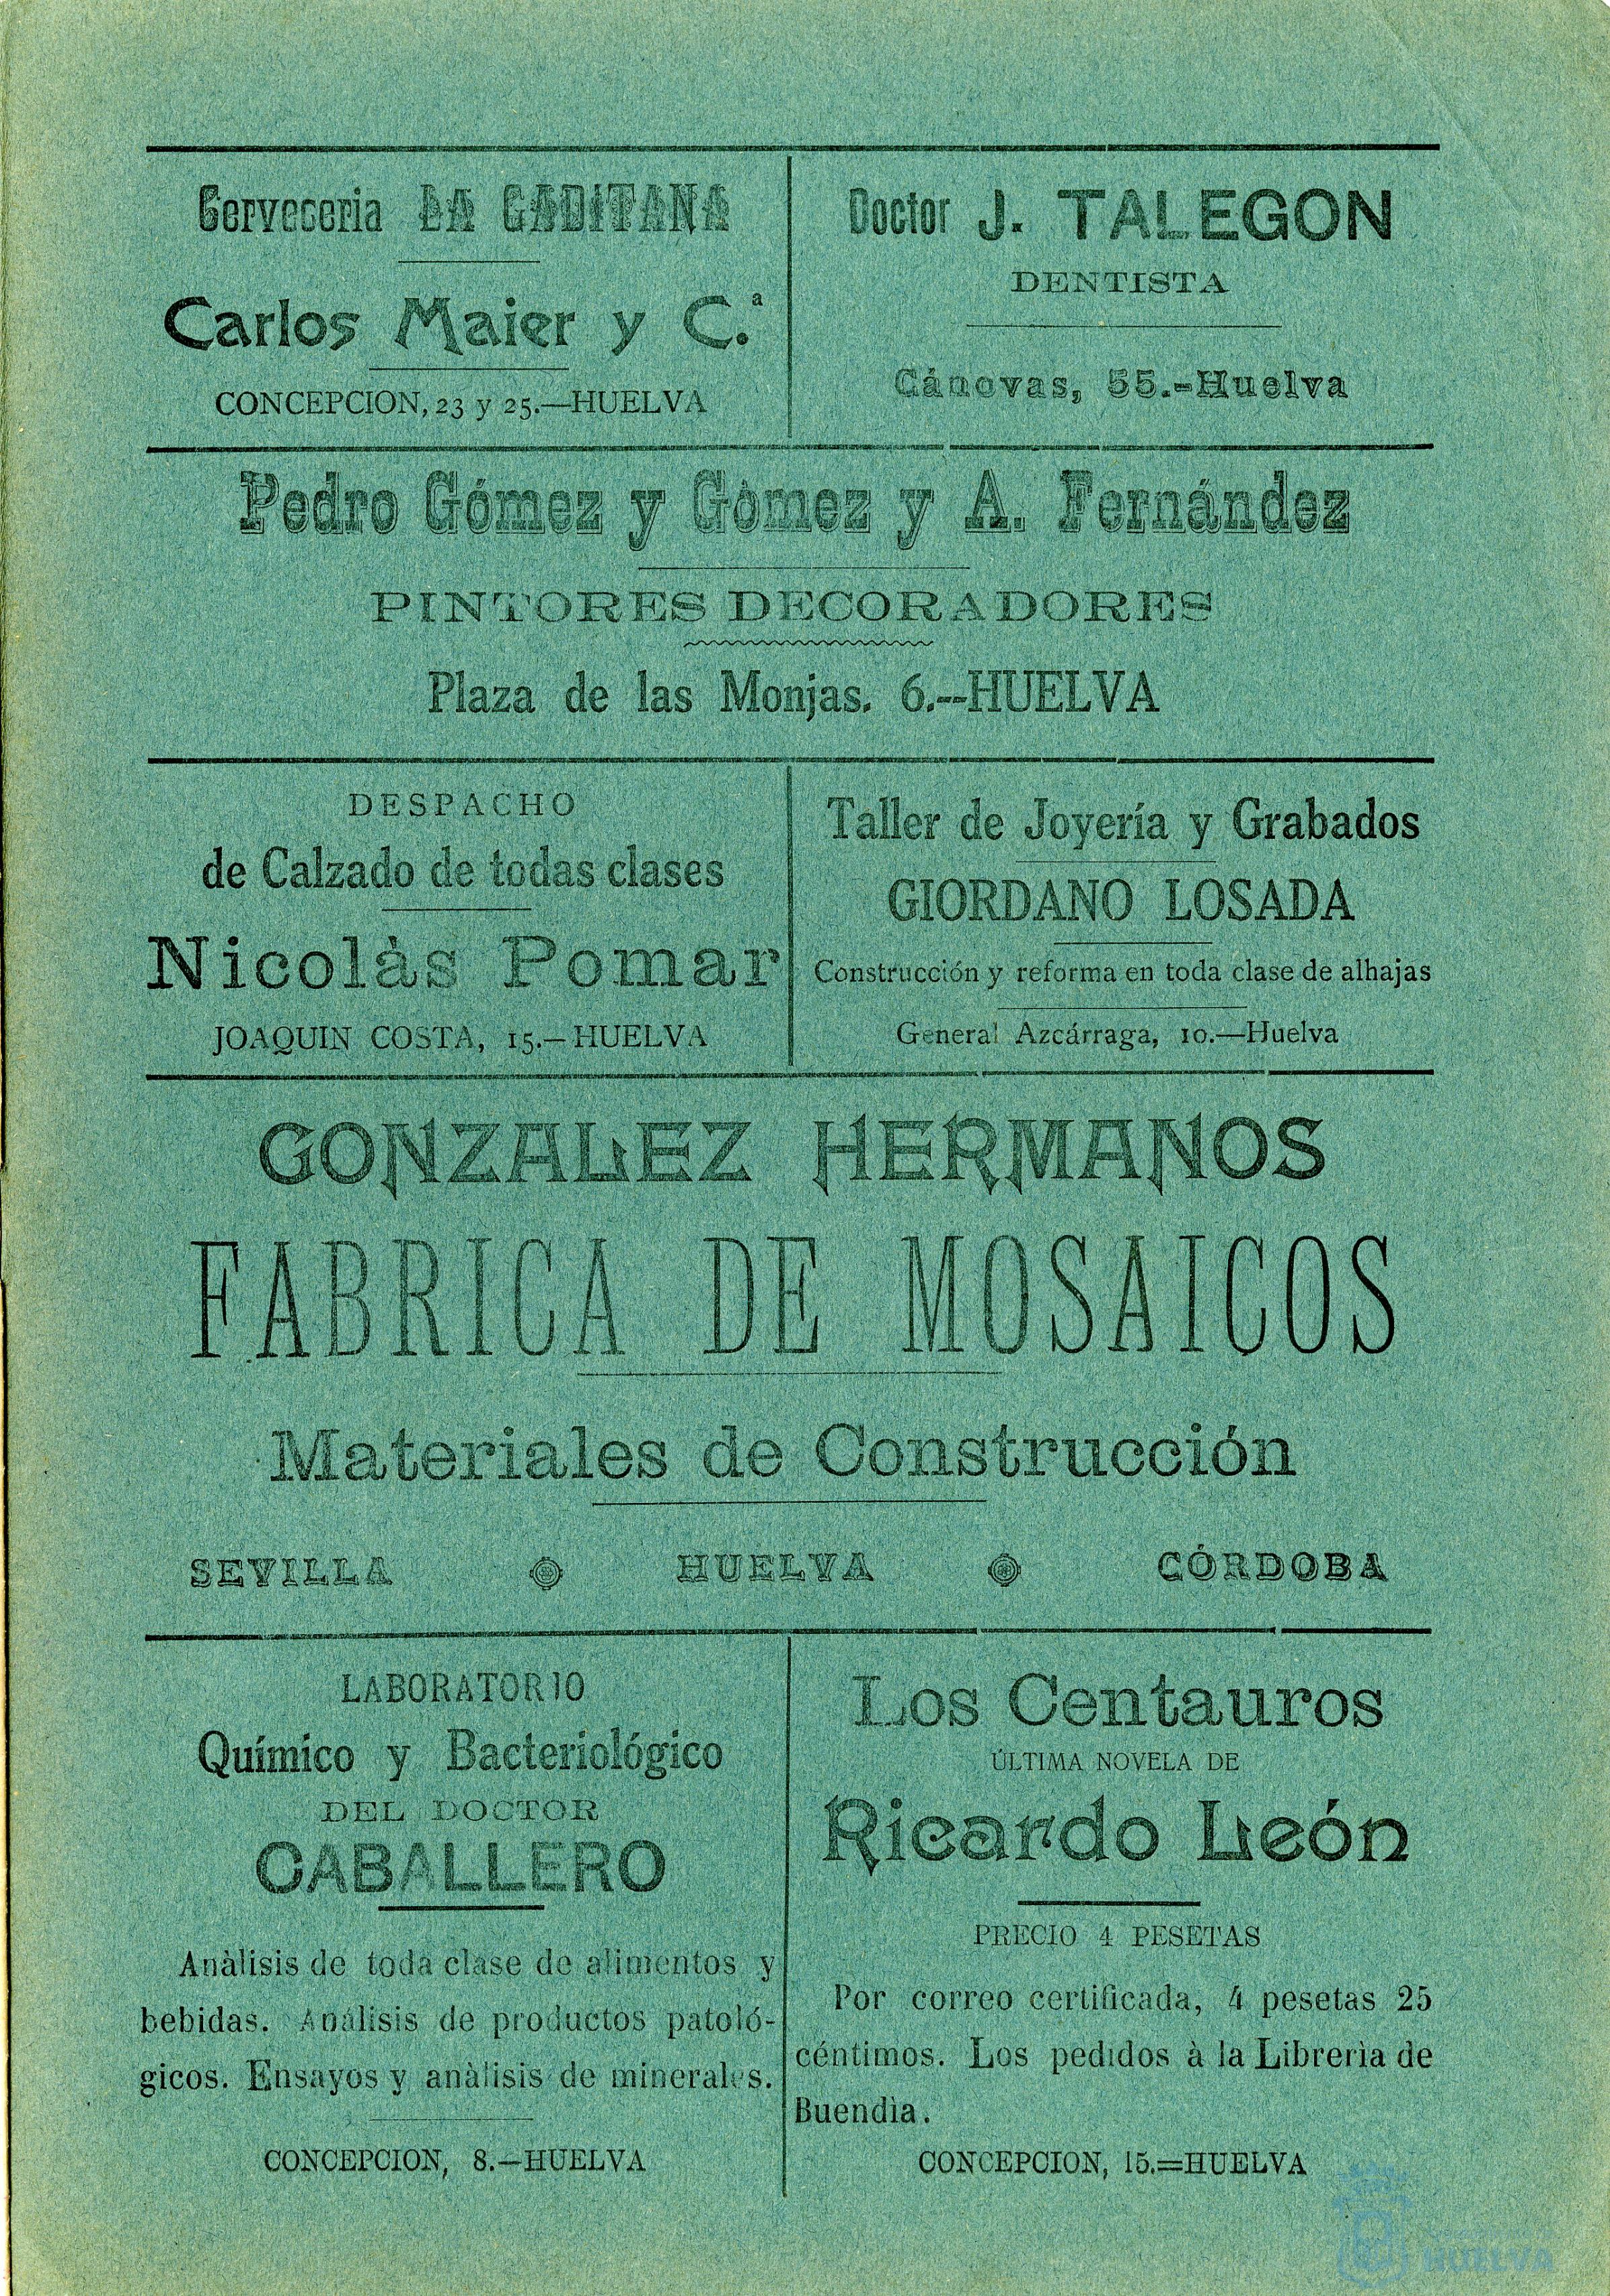 Cervecería LA GADITANA
Carlos Maier y C.ª
CONCEPCION, 23 y 25.—HUELVA
Doctor J. TALEGON
DENTISTA
Cánovas, 55.-Huelva
Pedro Gómez y Gómez y A. Fernández
PINTORES DECORADORES
Plaza de las Monjas. 6.--HUELVA
DESPACHO
de Calzado de todas clases
Nicolàs Pomar
JOAQUIN COSTA, 15.—HUELVA
Taller de Joyería y Grabados
GIORDANO LOSADA
Construcción y reforma en toda clase de alhajas
General Azcárraga, 10.—Huelva
GONZALEZ HERMANOS
FABRICA DE MOSAICOS
Materiales de Construcción
SEVILLA HUELVA CÓRDOBA
LABORATORIO
Químico y Bacteriológico
DEL DOCTOR
CABALLERO
Anàlisis de toda clase de alimentos y
bebidas. Análisis de productos patoló-
gicos. Ensayos y anàlisis de minerales.
CONCEPCION, 8.—HUELVA
Los Centauros
ÚLTIMA NOVELA DE
Ricardo León
PRECIO 4 PESETAS
Por correo certificada, 4 pesetas 25
céntimos. Los pedidos à la Librerìa de
Buendìa.
CONCEPCION, 15.=HUELVA
HUELVA